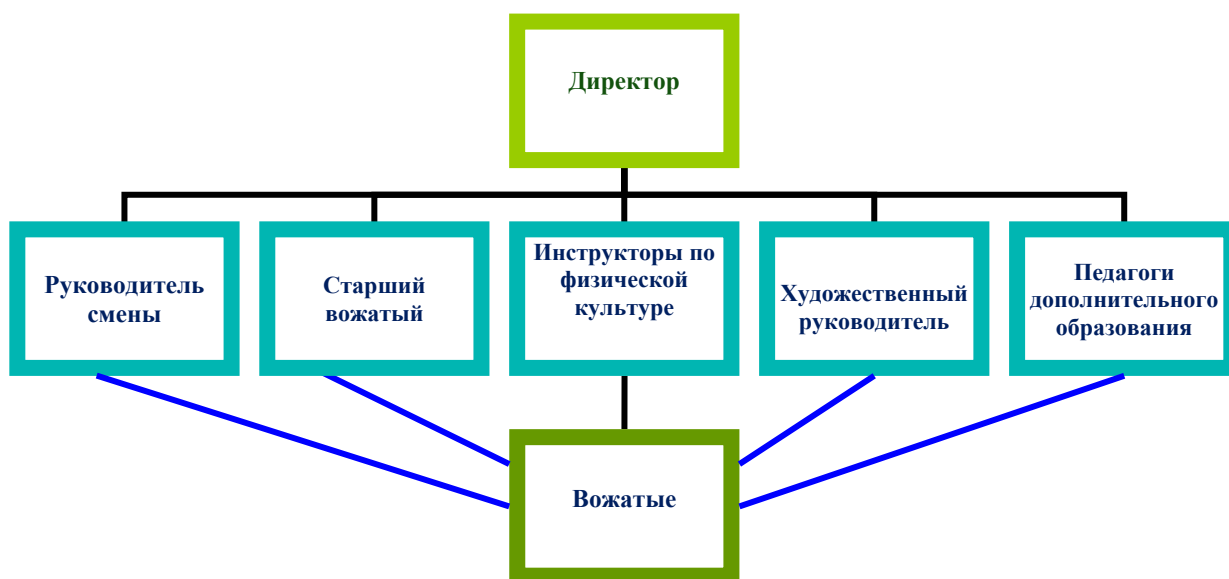 Директор
Руководитель
смены
Старший
вожатый
Инструкторы по
физической
культуре
Художественный
руководитель
Педагоги
дополнительного
образования
Вожатые